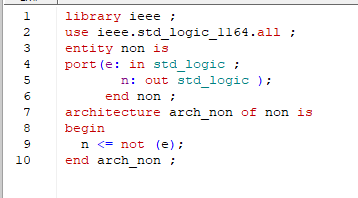 1 library ieee ;
2 use ieee.std_logic_1164.all ;
3 entity non is
4 port(e: in std_logic ;
5 n: out std_logic );
6 end non ;
7 architecture arch_non of non is
8 begin
9 n <= not (e);
10 end arch_non ;